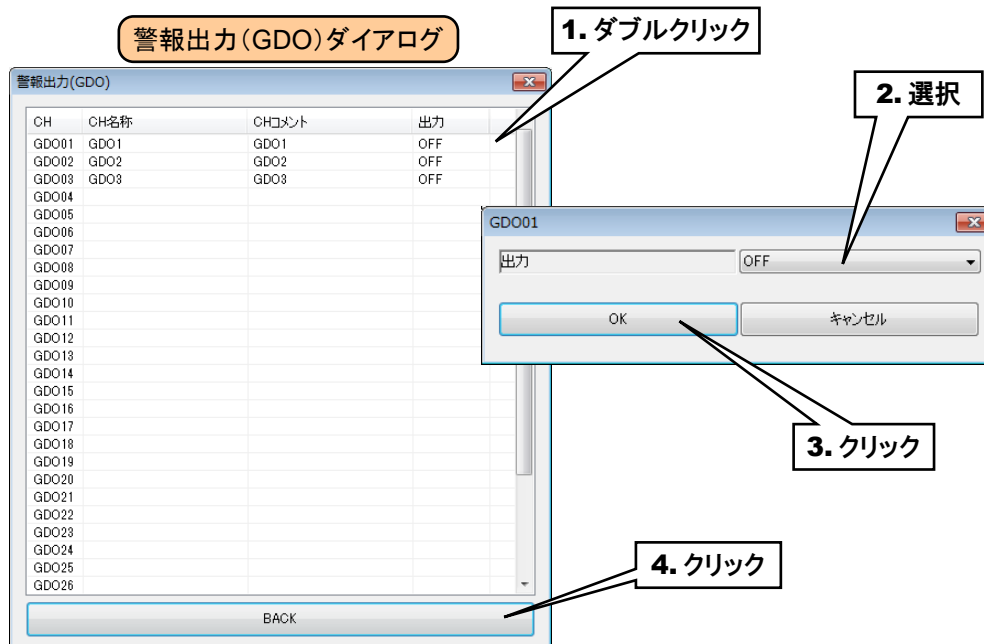 警報出力(GDO)ダイアログ
1. ダブルクリック
2. 選択
警報出力(GDO)
CH CH名称 CHコメント 出力
GDO01 GDO1 GDO1 OFF
GDO02 GDO2 GDO2 OFF
GDO03 GDO3 GDO3 OFF
GDO04
GDO05
GDO06
GDO07
GDO08
GDO09
GDO10
GDO11
GDO12
GDO13
GDO14
GDO15
GDO16
GDO17
GDO18
GDO19
GDO20
GDO21
GDO22
GDO23
GDO24
GDO25
GDO26
BACK
GDO01
出力 OFF
OK キャンセル
3. クリック
4. クリック